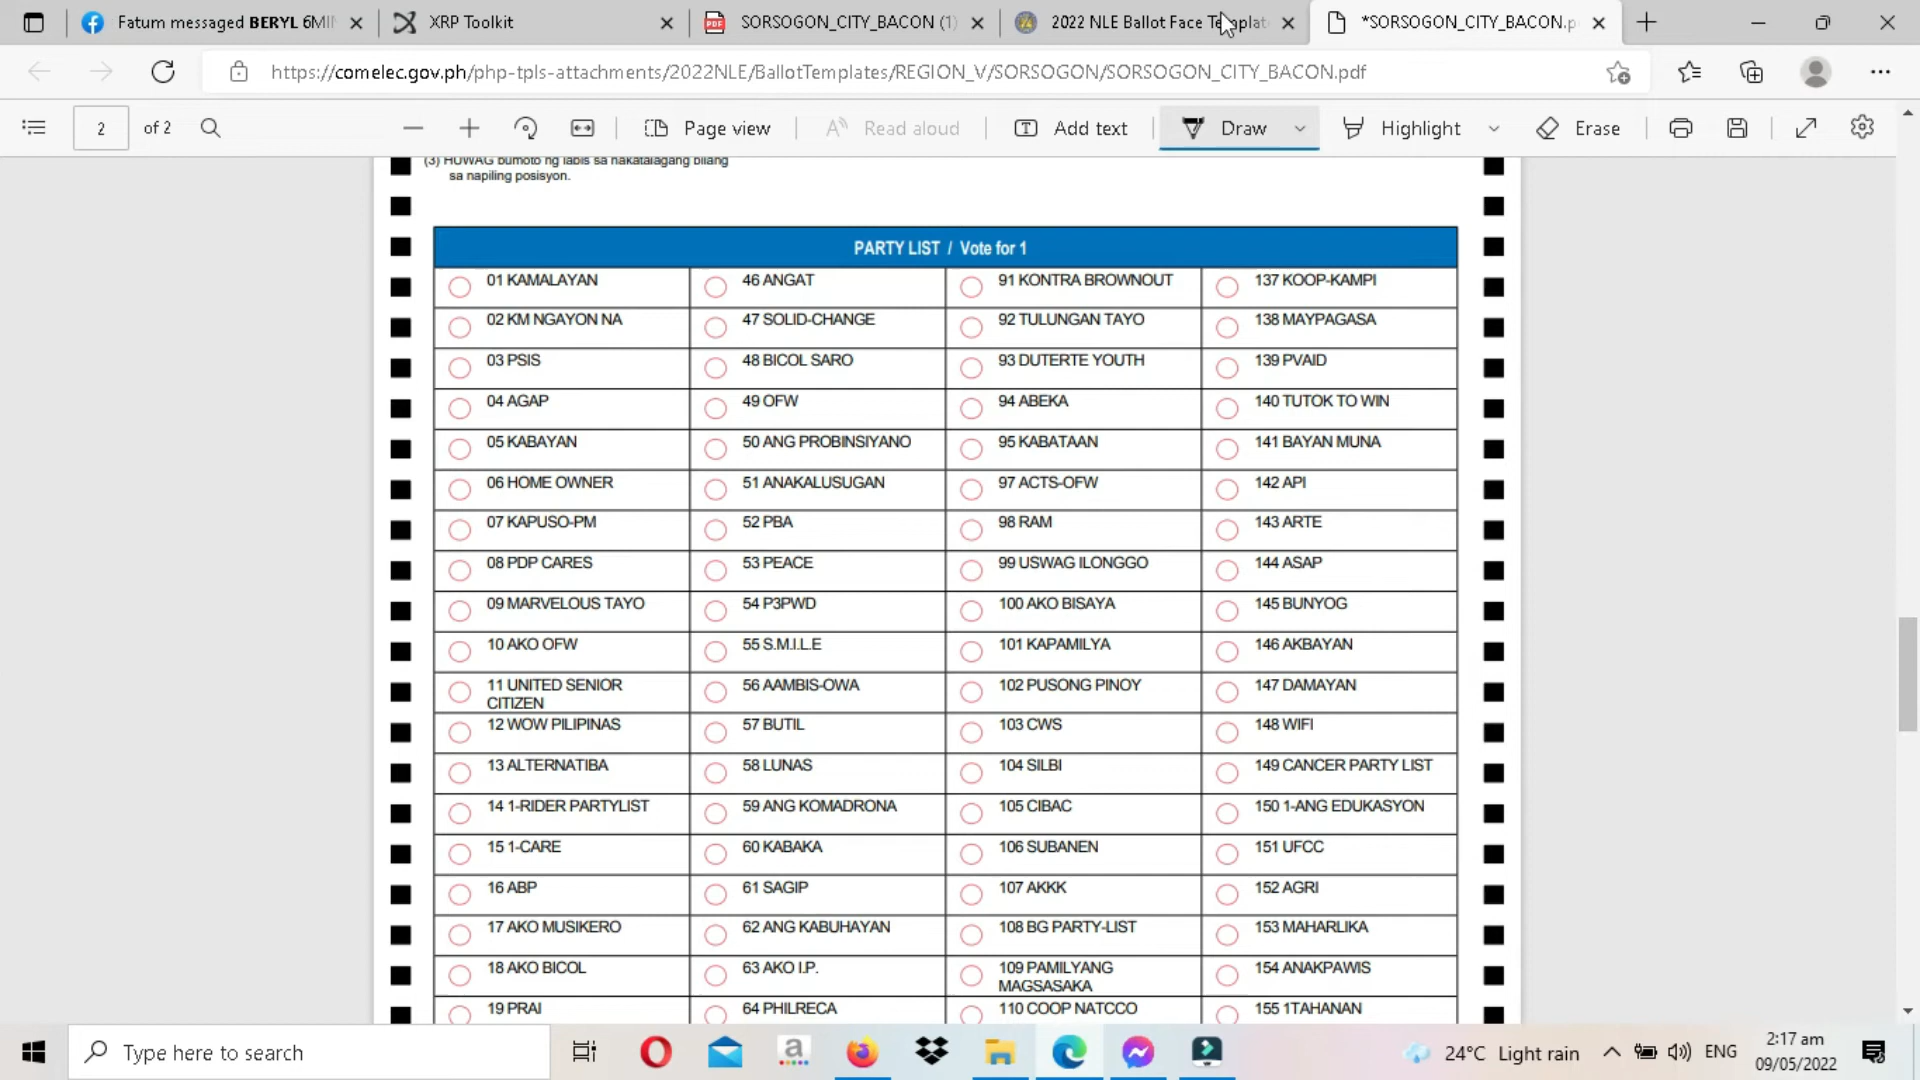 Fatum messaged BERYL 6MIN
XRP Toolkit
SORSOGON_CITY_BACON (1)
2022 NLE Ballot Face Templat
*SORSOGON_CITY_BACON.p
https://comelec.gov.ph/php-tpls-attachments/2022NLE/BallotTemplates/REGION_V/SORSOGON/SORSOGON_CITY_BACON.pdf
2 of 2
Page view
Read aloud
Add text
Draw
Highlight
Erase
(3) HUWAG bumoto ng labis sa nakatalagang bilang
sa napiling posisyon.
PARTY LIST / Vote for 1
01 KAMALAYAN
46 ANGAT
91 KONTRA BROWNOUT
137 KOOP-KAMPI
02 KM NGAYON NA
47 SOLID-CHANGE
92 TULUNGAN TAYO
138 MAYPAGASA
03 PSIS
48 BICOL SARO
93 DUTERTE YOUTH
139 PVAID
04 AGAP
49 OFW
94 ABEKA
140 TUTOK TO WIN
05 KABAYAN
50 ANG PROBINSIYANO
95 KABATAAN
141 BAYAN MUNA
06 HOME OWNER
51 ANAKALUSUGAN
97 ACTS-OFW
142 API
07 KAPUSO-PM
52 PBA
98 RAM
143 ARTE
08 PDP CARES
53 PEACE
99 USWAG ILONGGO
144 ASAP
09 MARVELOUS TAYO
54 P3PWD
100 AKO BISAYA
145 BUNYOG
10 AKO OFW
55 S.M.I.L.E
101 KAPAMILYA
146 AKBAYAN
11 UNITED SENIOR
CITIZEN
56 AAMBIS-OWA
102 PUSONG PINOY
147 DAMAYAN
12 WOW PILIPINAS
57 BUTIL
103 CWS
148 WIFI
13 ALTERNATIBA
58 LUNAS
104 SILBI
149 CANCER PARTY LIST
14 1-RIDER PARTYLIST
59 ANG KOMADRONA
105 CIBAC
150 1-ANG EDUKASYON
15 1-CARE
60 KABAKA
106 SUBANEN
151 UFCC
16 ABP
61 SAGIP
107 AKKK
152 AGRI
17 AKO MUSIKERO
62 ANG KABUHAYAN
108 BG PARTY-LIST
153 MAHARLIKA
18 AKO BICOL
63 AKO I.P.
109 PAMILYANG
MAGSASAKA
154 ANAKPAWIS
19 PRAI
64 PHILRECA
110 COOP NATCCO
155 1TAHANAN
Type here to search
24°C Light rain
ENG
2:17 am
09/05/2022